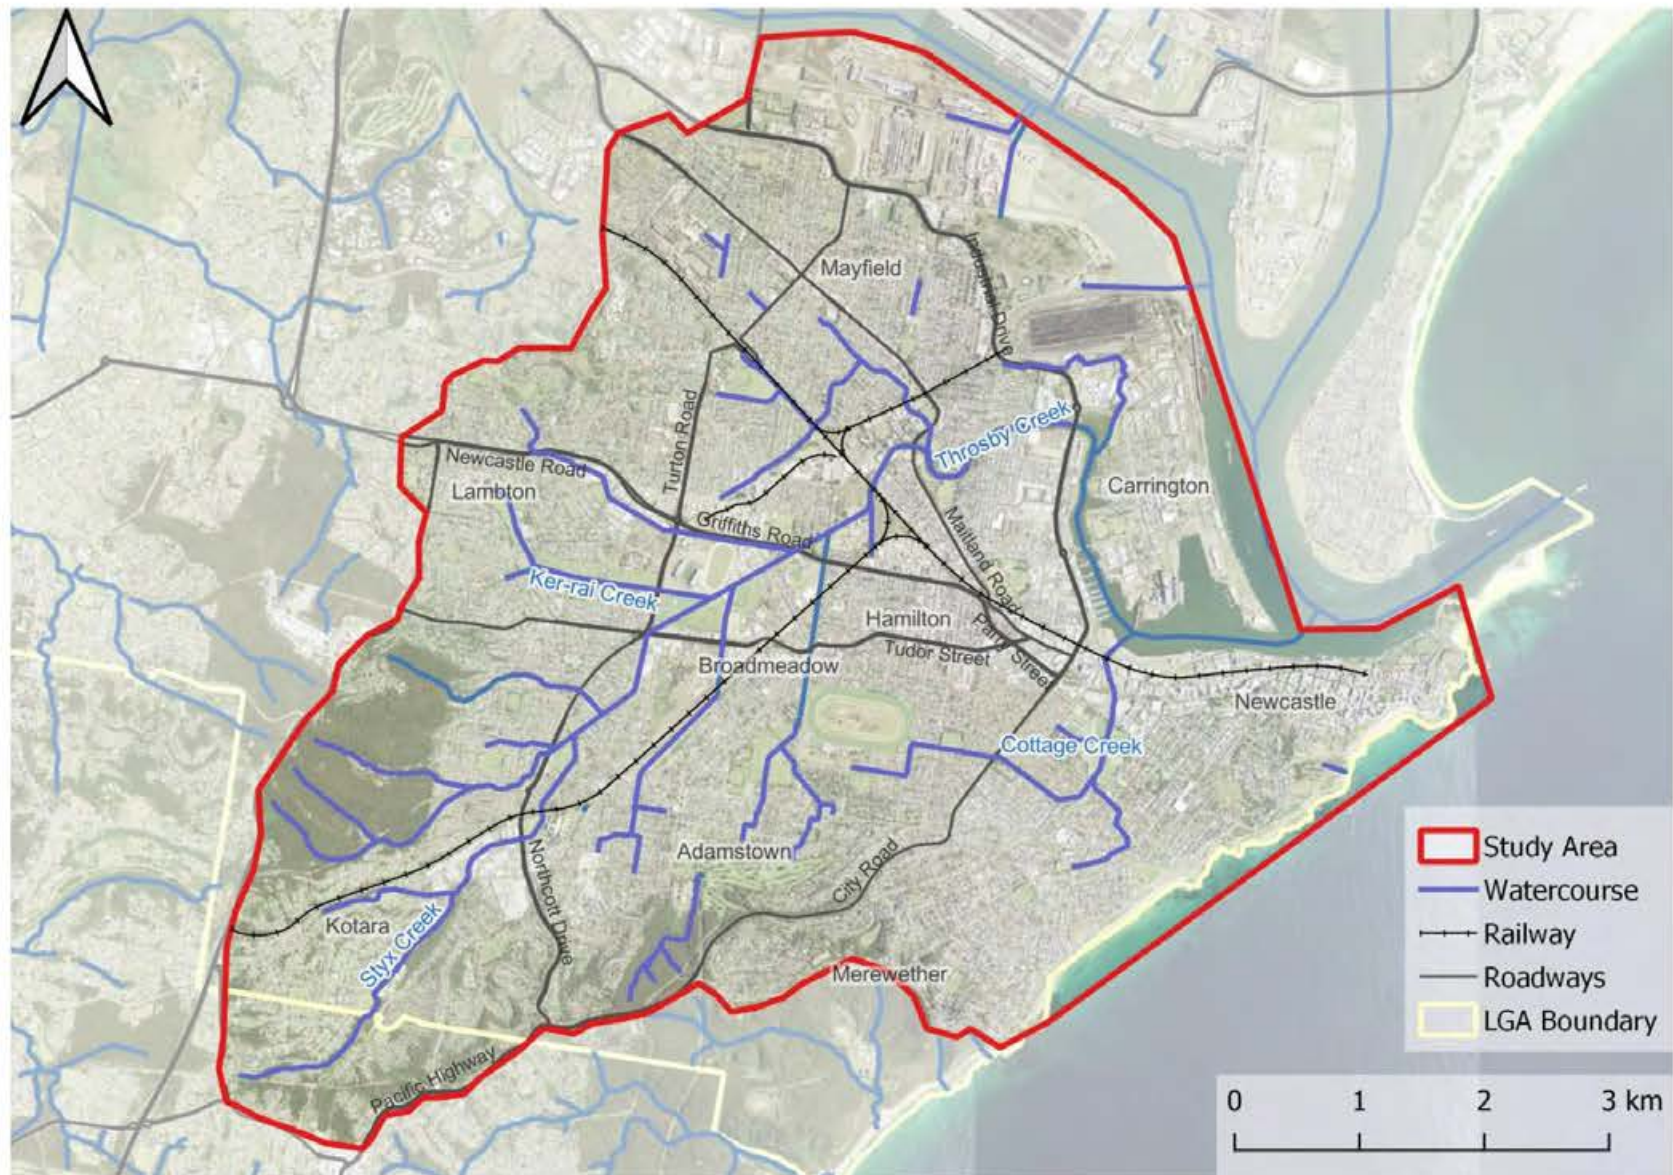 Mayfield
Industrial Drive
Turton Road
Throsby Creek
Newcastle Road
Lambton
Carrington
Griffiths Road
Maitland Road
Ker-rai Creek
Hamilton
Parry Street
Tudor Street
Broadmeadow
Newcastle
Cottage Creek
Adamstown
City Road
Northcott Drive
Kotara
Styx Creek
Merewether
Pacific Highway
Study Area
Watercourse
Railway
Roadways
LGA Boundary
0 1 2 3 km